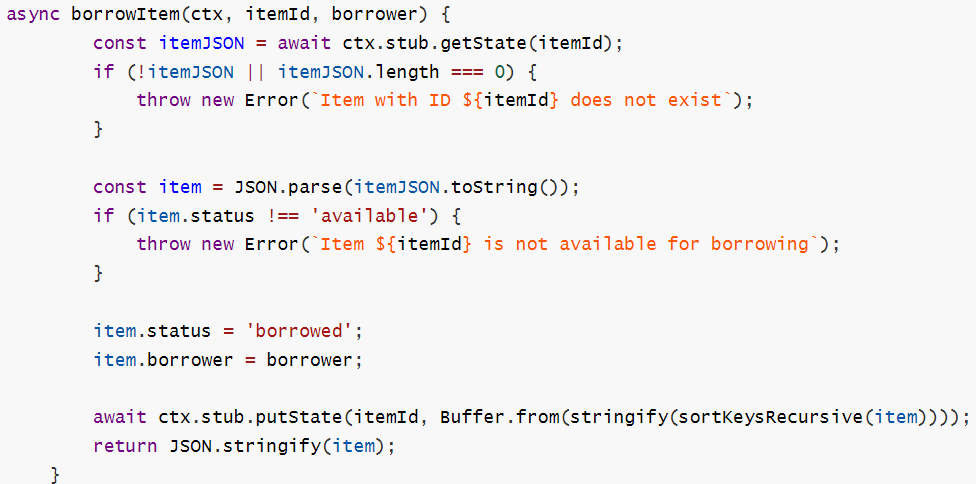 async borrowItem(ctx, itemId, borrower) {
        const itemJSON = await ctx.stub.getState(itemId);
        if (!itemJSON || itemJSON.length === 0) {
            throw new Error(`Item with ID ${itemId} does not exist`);
        }

        const item = JSON.parse(itemJSON.toString());
        if (item.status !== 'available') {
            throw new Error(`Item ${itemId} is not available for borrowing`);
        }

        item.status = 'borrowed';
        item.borrower = borrower;

        await ctx.stub.putState(itemId, Buffer.from(stringify(sortKeysRecursive(item))));
        return JSON.stringify(item);
    }